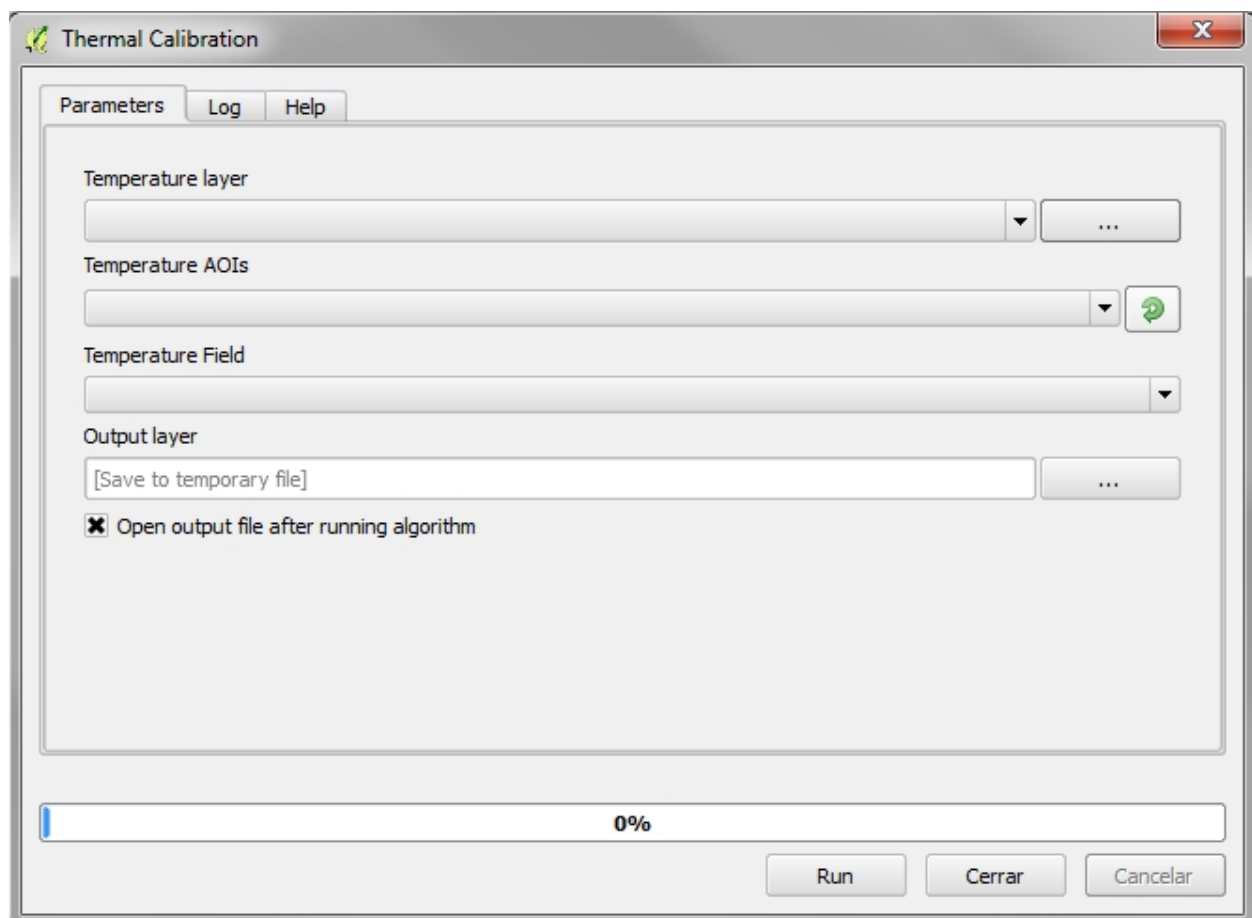 Thermal Calibration
Parameters Log Help
Temperature layer
...
Temperature AOIs
Temperature Field
Output layer
[Save to temporary file] ...
Open output file after running algorithm
0%
Run Cerrar Cancelar